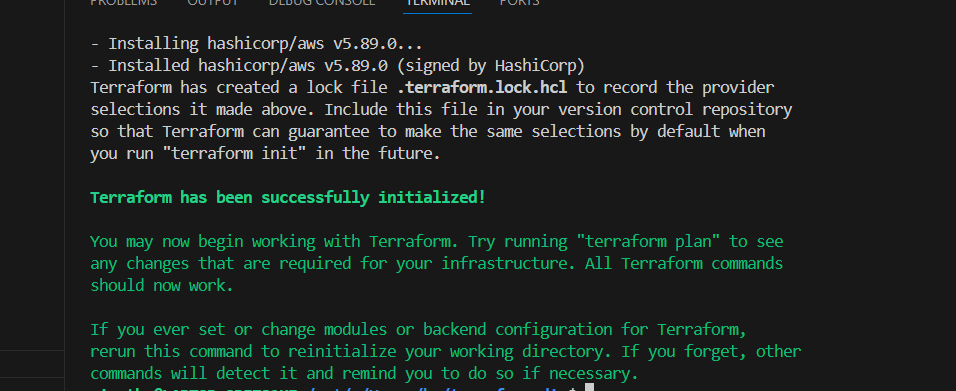 PROBLEMS OUTPUT DEBUG CONSOLE TERMINAL PORTS
- Installing hashicorp/aws v5.89.0...
- Installed hashicorp/aws v5.89.0 (signed by HashiCorp)
Terraform has created a lock file .terraform.lock.hcl to record the provider
selections it made above. Include this file in your version control repository
so that Terraform can guarantee to make the same selections by default when
you run "terraform init" in the future.
Terraform has been successfully initialized!
You may now begin working with Terraform. Try running "terraform plan" to see
any changes that are required for your infrastructure. All Terraform commands
should now work.
If you ever set or change modules or backend configuration for Terraform,
rerun this command to reinitialize your working directory. If you forget, other
commands will detect it and remind you to do so if necessary.